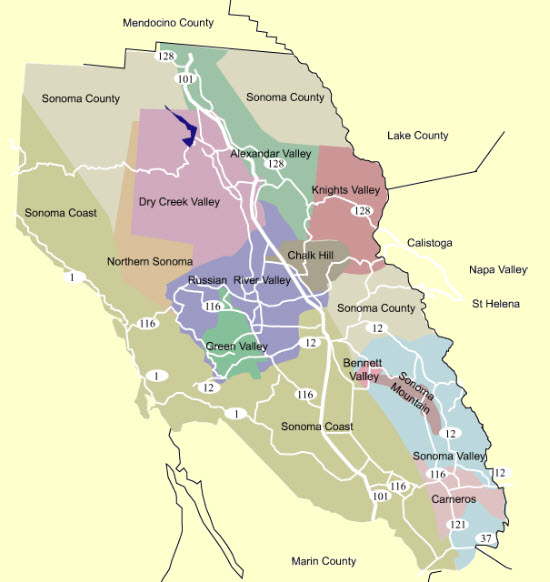 Mendocino County
128
101
Sonoma County
Sonoma County
Lake County
Alexandar Valley
128
Knights Valley
Dry Creek Valley
128
Sonoma Coast
Calistoga
Chalk Hill
Northern Sonoma
Napa Valley
1
Russian River Valley
St Helena
116
Sonoma County
116
12
Green Valley
12
Bennett
Valley
Sonoma
Mountain
1
12
116
1
Sonoma Coast
12
Sonoma Valley
116
12
116
101
Carneros
121
37
Marin County